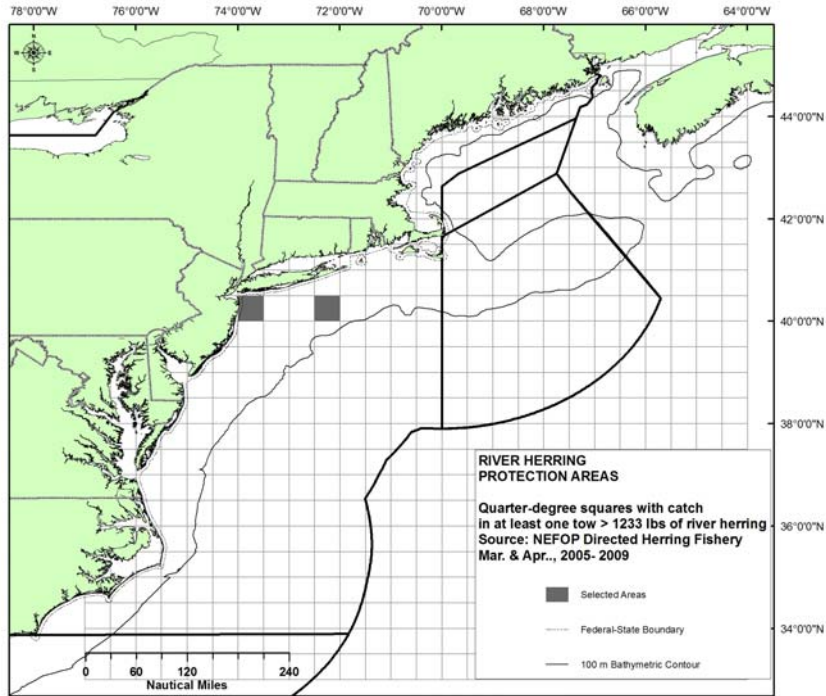 78°0'0"W 76°0'0"W 74°0'0"W 72°0'0"W 70°0'0"W 68°0'0"W 66°0'0"W 64°0'0"W
N
W E
S
44°0'0"N
42°0'0"N
40°0'0"N
38°0'0"N
RIVER HERRING
PROTECTION AREAS
Quarter-degree squares with catch
in at least one tow > 1233 lbs of river herring
Source: NEFOP Directed Herring Fishery
Mar. & Apr.., 2005- 2009
36°0'0"N
Selected Areas
Federal-State Boundary
34°0'0"N
100 m Bathymetric Contour
0 60 120 240
Nautical Miles